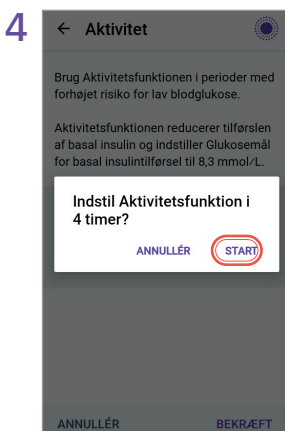 4
Aktivitet
Brug Aktivitetsfunktionen i perioder med
forhøjet risiko for lav blodglukose.
Aktivitetsfunktionen reducerer tilførslen
af basal insulin og indstiller Glukosemål
for basal insulintilførsel til 8,3 mmol/L.
Indstil Aktivitetsfunktion i
4 timer?
ANNULLÉR START
ANNULLÉR BEKRÆFT